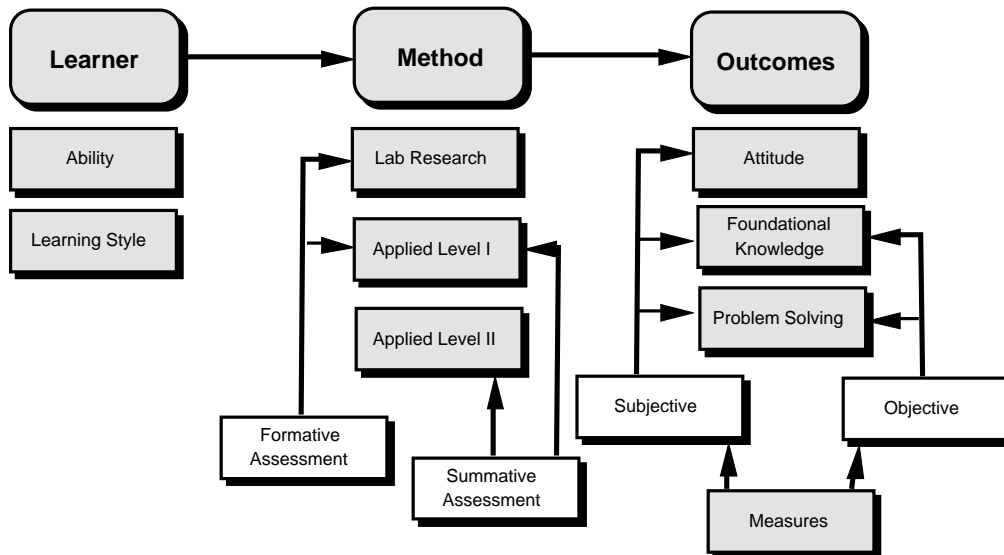 Learner
Method
Outcomes
Ability
Learning Style
Lab Research
Applied Level I
Applied Level II
Formative
Assessment
Summative
Assessment
Attitude
Foundational
Knowledge
Problem Solving
Subjective
Objective
Measures